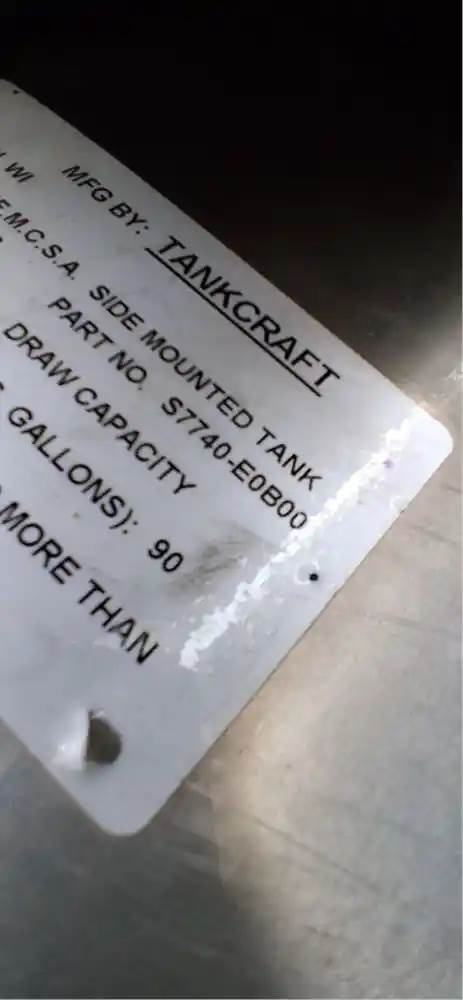 MFG BY: TANKCRAFT
WI
F.M.C.S.A. SIDE MOUNTED TANK
PART NO. S7740-E0B00
DRAW CAPACITY
GALLONS): 90
MORE THAN